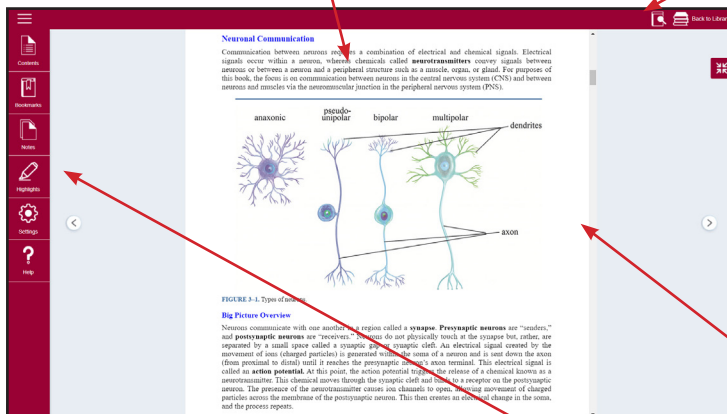 Back to Library
Contents
Bookmarks
Notes
Highlights
Settings
Help
Neuronal Communication
Communication between neurons requires a combination of electrical and chemical signals. Electrical
signals occur within a neuron, whereas chemicals called neurotransmitters convey signals between
neurons or between a neuron and a peripheral structure such as a muscle, organ, or gland. For purposes of
this book, the focus is on communication between neurons in the central nervous system (CNS) and between
neurons and muscles via the neuromuscular junction in the peripheral nervous system (PNS).
anaxonic
pseudo-
unipolar
bipolar
multipolar
dendrites
axon
FIGURE 3–1. Types of neurons.
Big Picture Overview
Neurons communicate with one another in a region called a synapse. Presynaptic neurons are “senders,”
and postsynaptic neurons are “receivers.” Neurons do not physically touch at the synapse but, rather, are
separated by a small space called a synaptic gap or synaptic cleft. An electrical signal created by the
movement of ions (charged particles) is generated within the soma of a neuron and is sent down the axon
(from proximal to distal) until it reaches the presynaptic neuron’s axon terminal. This electrical signal is
called an action potential. At this point, the action potential triggers the release of a chemical known as a
neurotransmitter. This chemical moves through the synaptic cleft and binds to a receptor on the postsynaptic
neuron. The presence of the neurotransmitter causes ion channels to open, allowing movement of charged
particles across the membrane of the postsynaptic neuron. This then creates an electrical change in the soma,
and the process repeats.